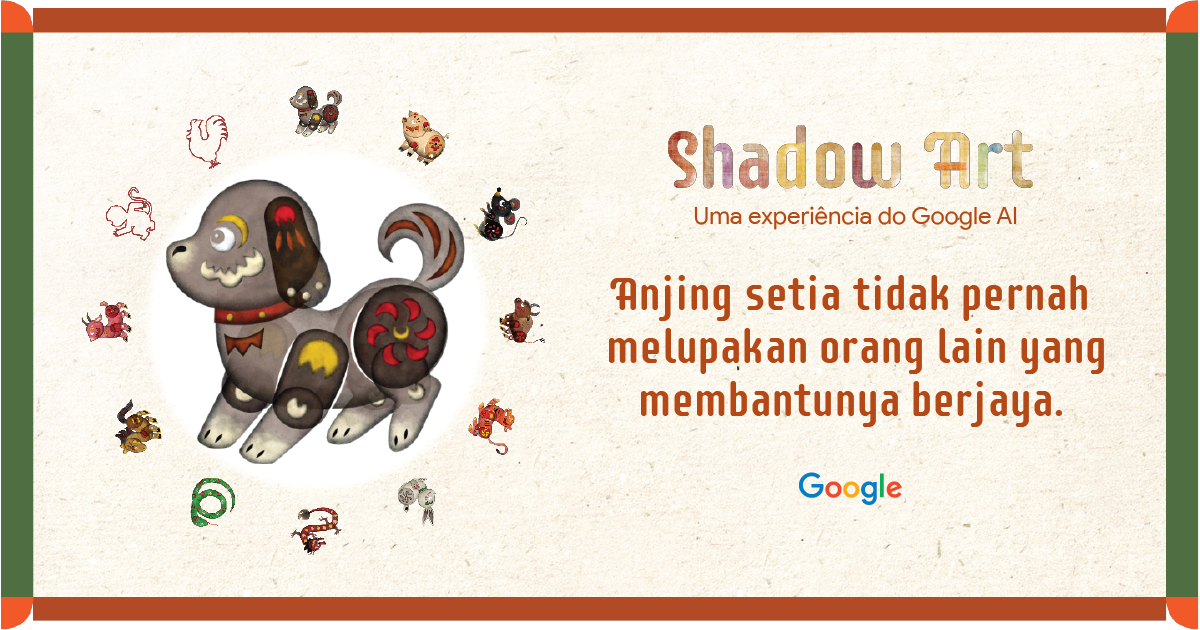 Shadow Art
Uma experiência do Google AI
Anjing setia tidak pernah
melupakan orang lain yang
membantunya berjaya.
Google